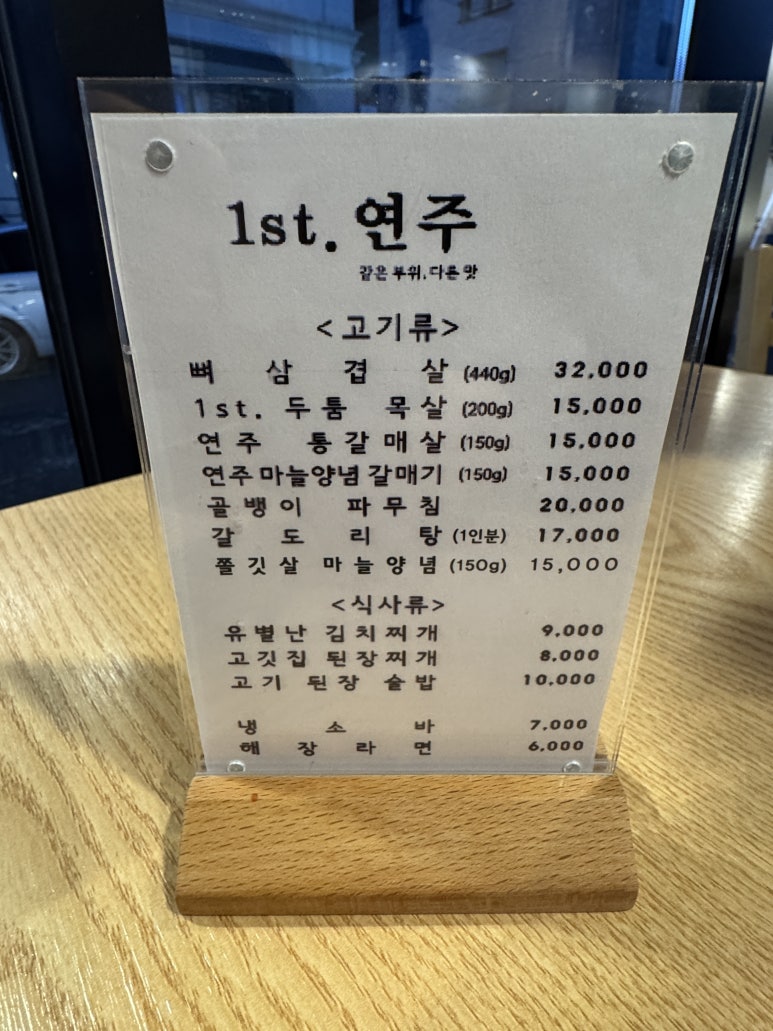 1st. 연주
같은 부위, 다른 맛
<고기류>
뼈삼겹살 (440g) 32,000
1st. 두툼 목살 (200g) 15,000
연주 통갈매살 (150g) 15,000
연주마늘양념갈매기 (150g) 15,000
골뱅이 파무침 20,000
갈도리탕 (1인분) 17,000
쫄깃살 마늘양념 (150g) 15,000
<식사류>
유별난 김치찌개 9,000
고깃집 된장찌개 8,000
고기 된장 술밥 10,000
냉소바 7,000
해장라면 6,000